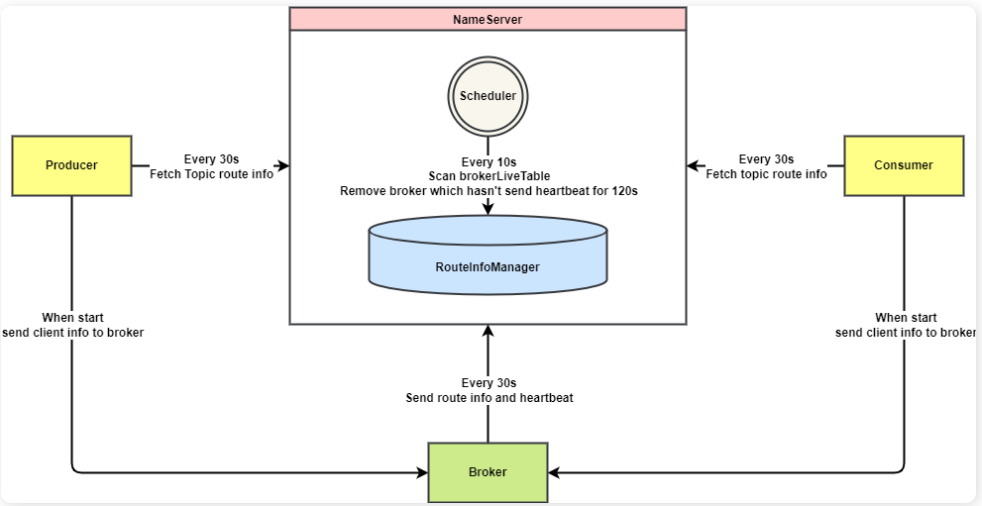 NameServer
Scheduler
Every 10s
Scan brokerLiveTable
Remove broker which hasn't send heartbeat for 120s
RouteInfoManager
Producer
Every 30s
Fetch Topic route info
Every 30s
Fetch topic route info
Consumer
When start
send client info to broker
When start
send client info to broker
Every 30s
Send route info and heartbeat
Broker